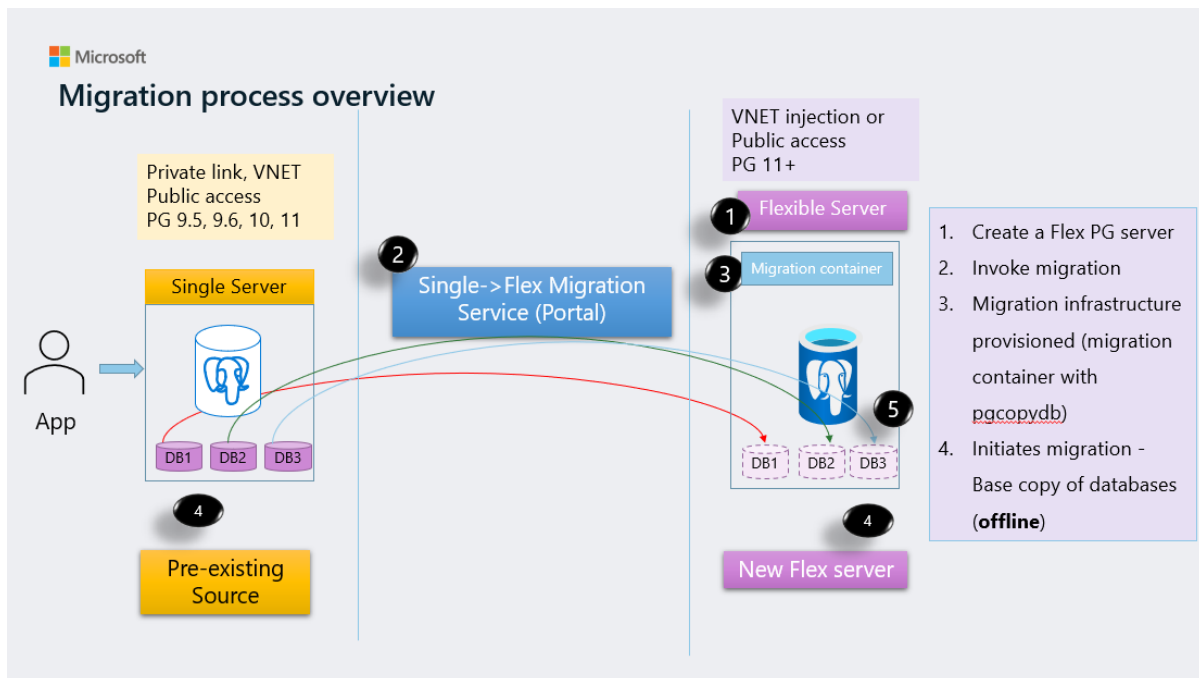 Microsoft
Migration process overview
Private link, VNET
Public access
PG 9.5, 9.6, 10, 11
VNET injection or
Public access
PG 11+
1
Flexible Server
2
Single->Flex Migration
Service (Portal)
3
Migration container
Single Server
App
DB1
DB2
DB3
5
DB1
DB2
DB3
4
4
Pre-existing
Source
New Flex server
1. Create a Flex PG server
2. Invoke migration
3. Migration infrastructure
provisioned (migration
container with
pgcopydb)
4. Initiates migration -
Base copy of databases
(offline)